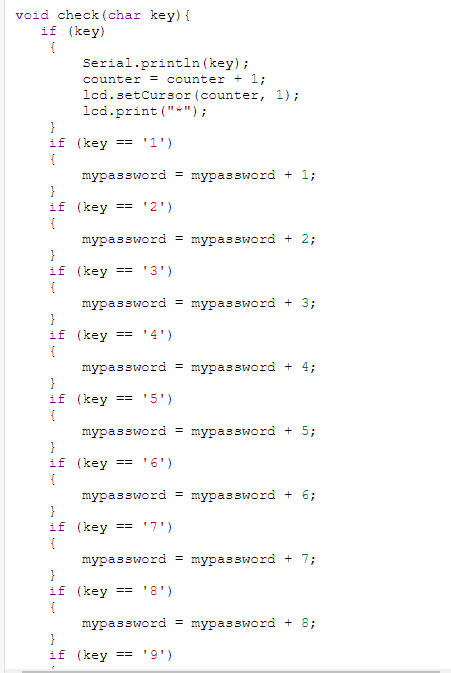 void check(char key){
if (key)
{
Serial.println(key);
counter = counter + 1;
lcd.setCursor(counter, 1);
lcd.print("*");
}
if (key == '1')
{
mypassword = mypassword + 1;
}
if (key == '2')
{
mypassword = mypassword + 2;
}
if (key == '3')
{
mypassword = mypassword + 3;
}
if (key == '4')
{
mypassword = mypassword + 4;
}
if (key == '5')
{
mypassword = mypassword + 5;
}
if (key == '6')
{
mypassword = mypassword + 6;
}
if (key == '7')
{
mypassword = mypassword + 7;
}
if (key == '8')
{
mypassword = mypassword + 8;
}
if (key == '9')